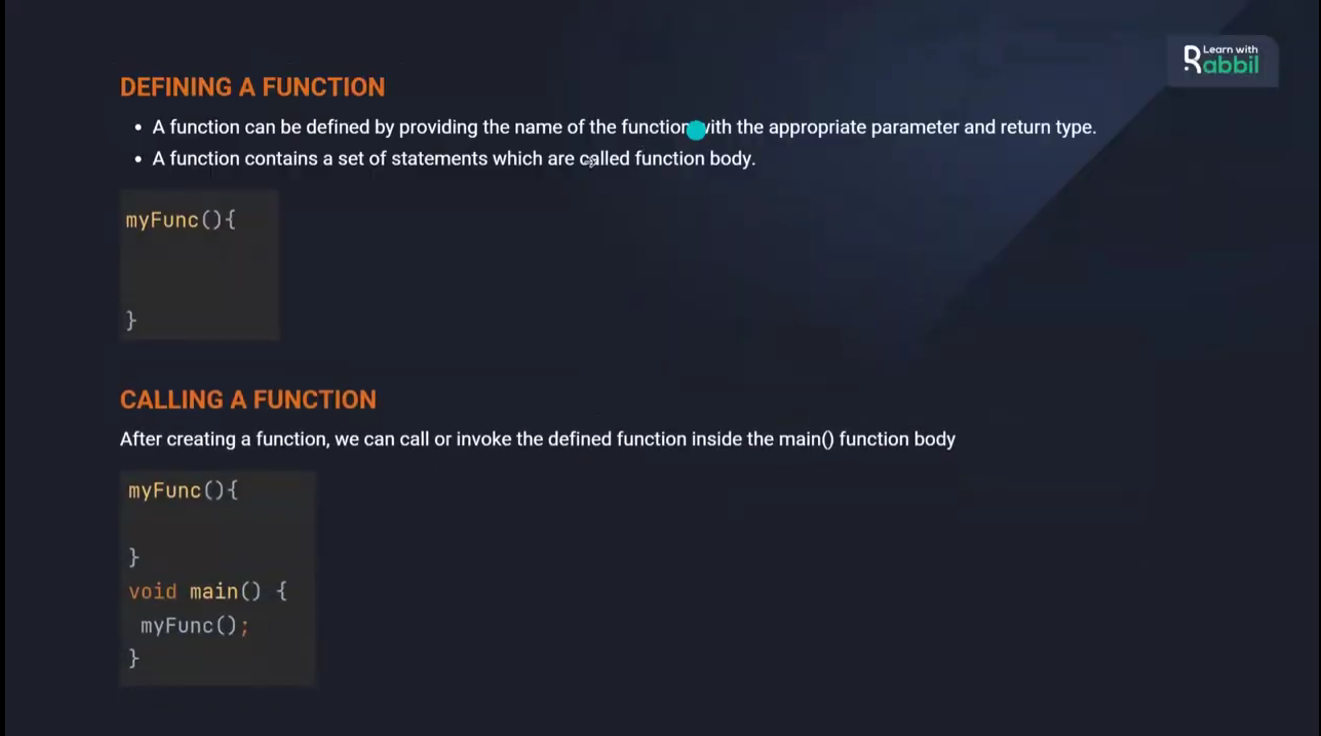 Learn with
Rabbil
DEFINING A FUNCTION
• A function can be defined by providing the name of the function with the appropriate parameter and return type.
• A function contains a set of statements which are called function body.
myFunc(){
}
CALLING A FUNCTION
After creating a function, we can call or invoke the defined function inside the main() function body
myFunc(){
}
void main() {
myFunc();
}